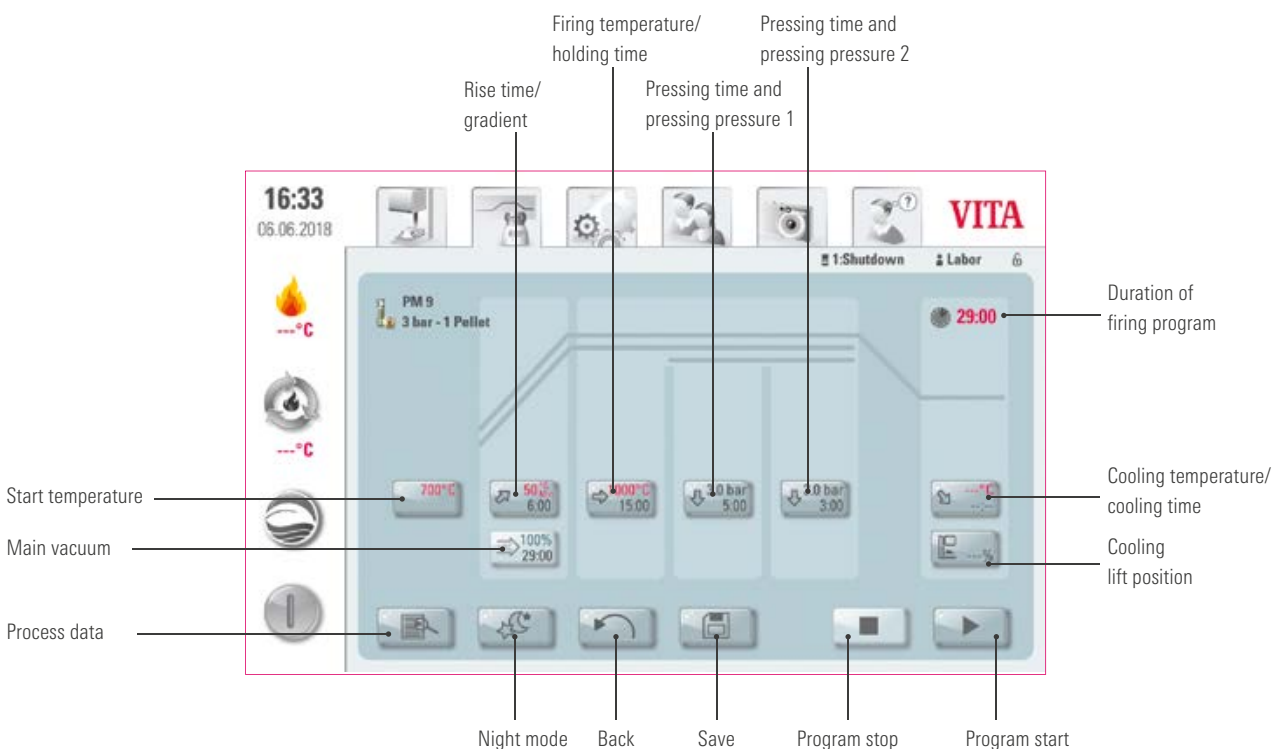 Firing temperature/
holding time
Pressing time and
pressing pressure 2
Rise time/
gradient
Pressing time and
pressing pressure 1
16:33
06.06.2018
?
VITA
1:Shutdown
Labor
PM 9
3 bar - 1 Pellet
29:00
Duration of
firing program
---°C
---°C
Start temperature
700°C
50
6:00
1000°C
15:00
3.0 bar
5:00
3.0 bar
3:00
---°C
--:--
Cooling temperature/
cooling time
Main vacuum
100%
29:00
---%
Cooling
lift position
Process data
Night mode
Back
Save
Program stop
Program start